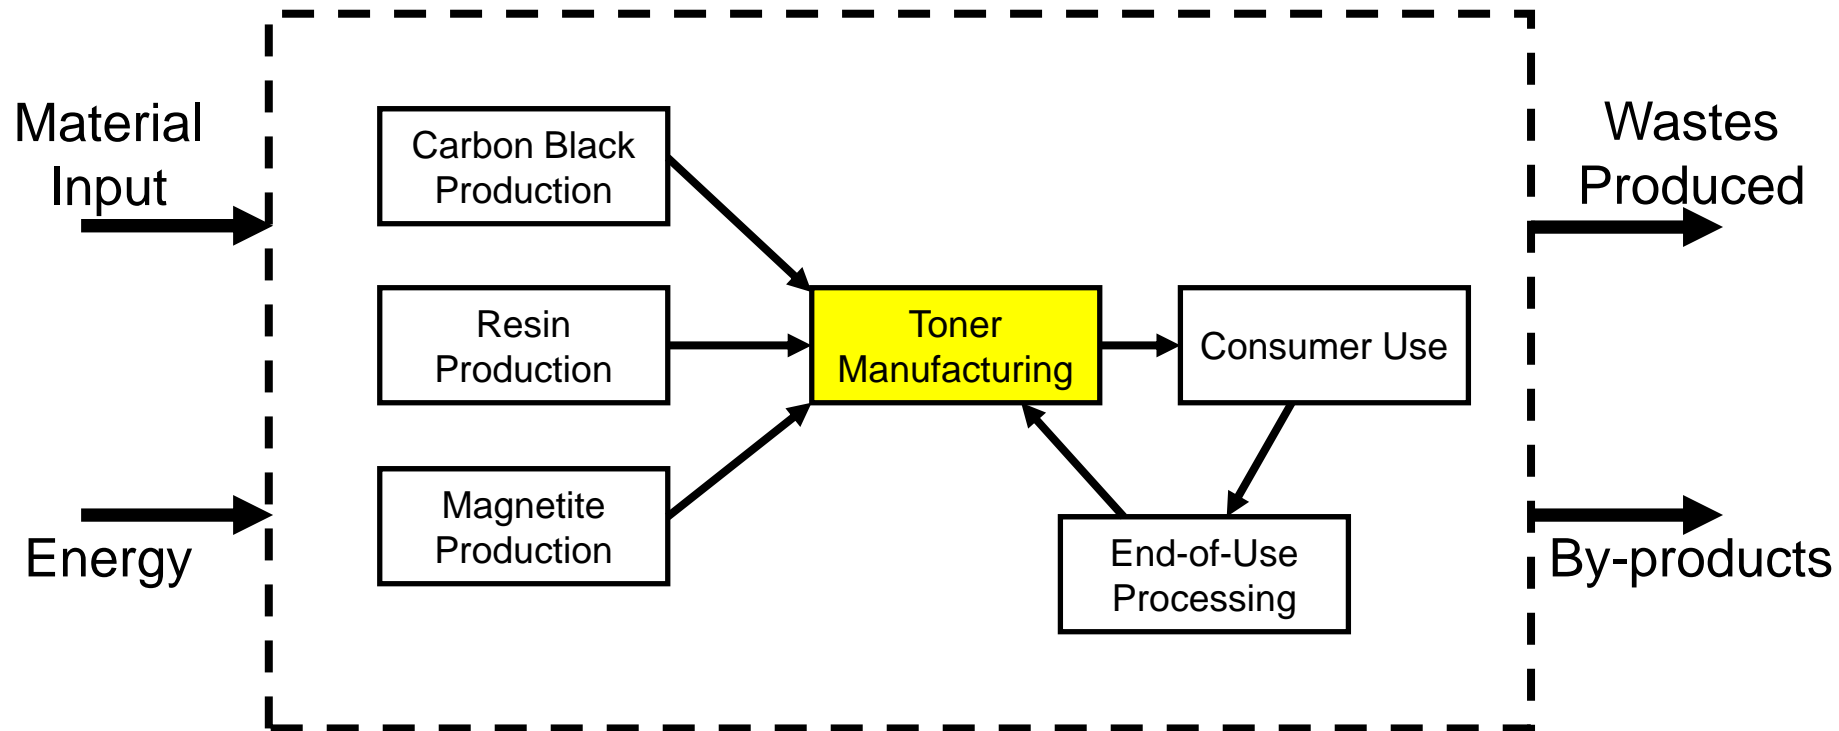 Material
Input
Energy
Carbon Black
Production
Resin
Production
Magnetite
Production
Toner
Manufacturing
Consumer Use
End-of-Use
Processing
Wastes
Produced
By-products